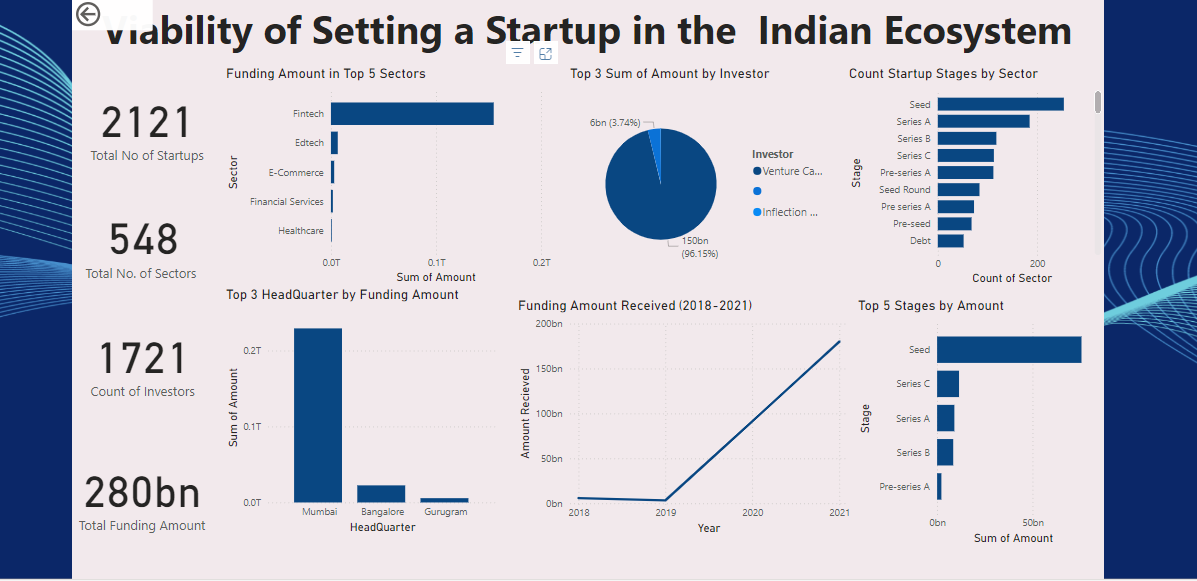 Viability of Setting a Startup in the Indian Ecosystem
2121
Total No of Startups
548
Total No. of Sectors
1721
Count of Investors
280bn
Total Funding Amount
Funding Amount in Top 5 Sectors
Sector
Fintech
Edtech
E-Commerce
Financial Services
Healthcare
0.0T 0.1T 0.2T
Sum of Amount
Top 3 Sum of Amount by Investor
6bn (3.74%)
150bn
(96.15%)
Investor
Venture Ca...
Inflection ...
Count Startup Stages by Sector
Stage
Seed
Series A
Series B
Series C
Pre-series A
Seed Round
Pre series A
Pre-seed
Debt
0 200
Count of Sector
Top 3 HeadQuarter by Funding Amount
Sum of Amount
0.2T
0.1T
0.0T
Mumbai Bangalore Gurugram
HeadQuarter
Funding Amount Received (2018-2021)
Amount Recieved
200bn
150bn
100bn
50bn
0bn
2018 2019 2020 2021
Year
Top 5 Stages by Amount
Stage
Seed
Series C
Series A
Series B
Pre-series A
0bn 50bn
Sum of Amount